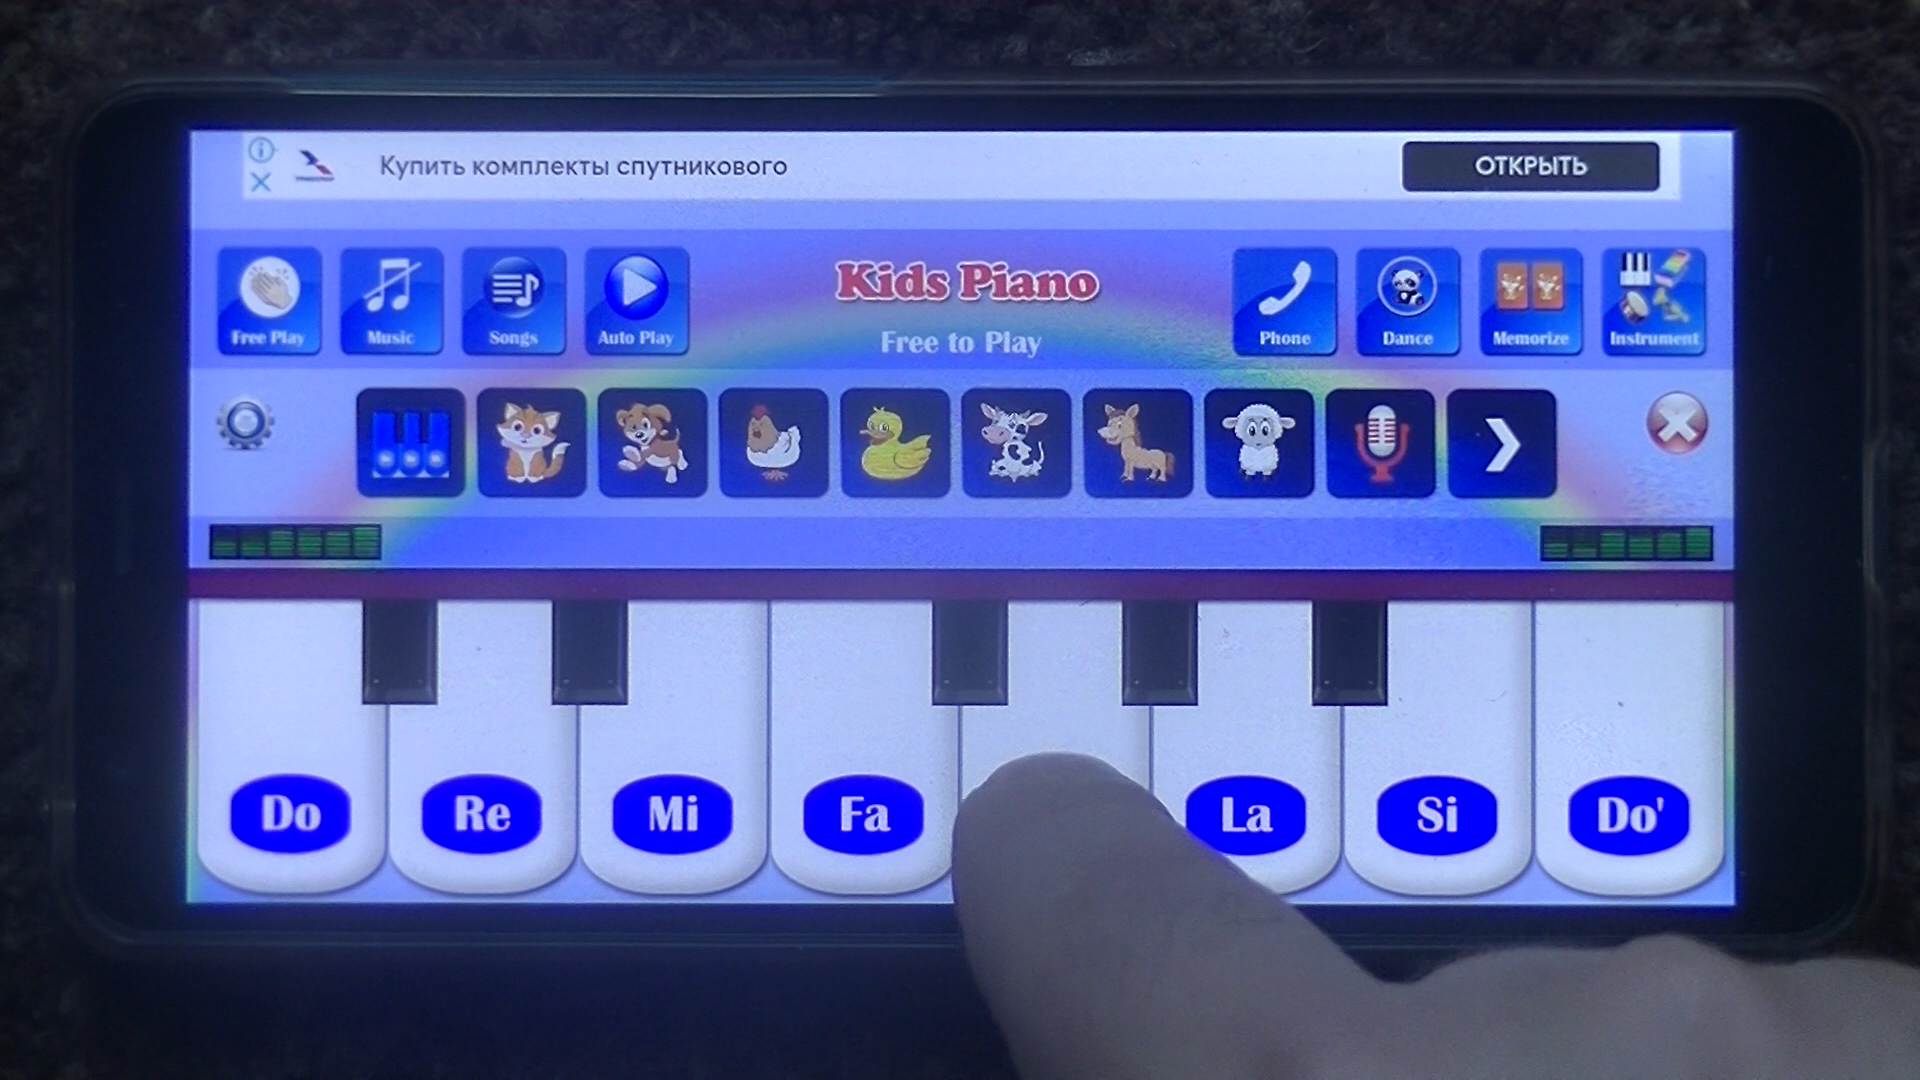 Купить комплекты спутникового
ОТКРЫТЬ
Free Play
Music
Songs
Auto Play
Kids Piano
Free to Play
Phone
Dance
Memorize
Instrument
Do
Re
Mi
Fa
La
Si
Do'